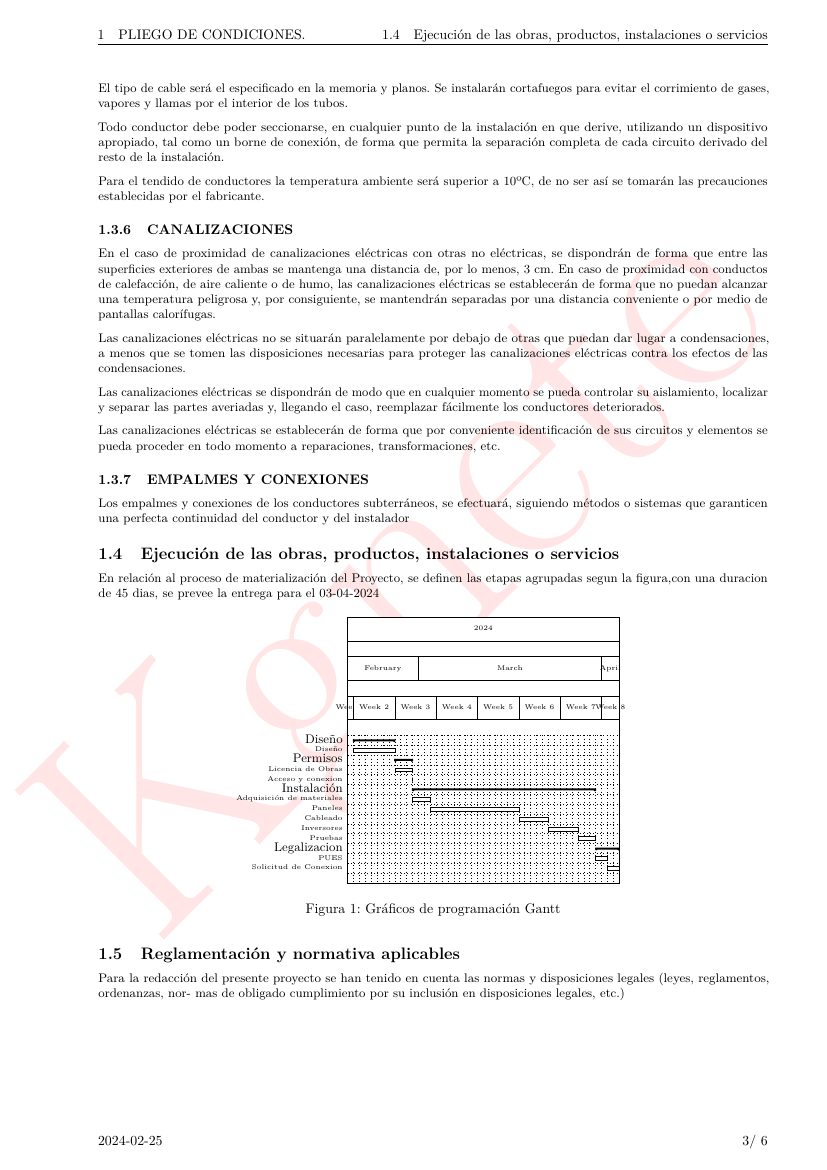 1 PLIEGO DE CONDICIONES. 1.4 Ejecución de las obras, productos, instalaciones o servicios
El tipo de cable será el especificado en la memoria y planos. Se instalarán cortafuegos para evitar el corrimiento de gases,
vapores y llamas por el interior de los tubos.
Todo conductor debe poder seccionarse, en cualquier punto de la instalación en que derive, utilizando un dispositivo
apropiado, tal como un borne de conexión, de forma que permita la separación completa de cada circuito derivado del
resto de la instalación.
Para el tendido de conductores la temperatura ambiente será superior a 10ºC, de no ser así se tomarán las precauciones
establecidas por el fabricante.
1.3.6 CANALIZACIONES
En el caso de proximidad de canalizaciones eléctricas con otras no eléctricas, se dispondrán de forma que entre las
superficies exteriores de ambas se mantenga una distancia de, por lo menos, 3 cm. En caso de proximidad con conductos
de calefacción, de aire caliente o de humo, las canalizaciones eléctricas se establecerán de forma que no puedan alcanzar
una temperatura peligrosa y, por consiguiente, se mantendrán separadas por una distancia conveniente o por medio de
pantallas calorífugas.
Las canalizaciones eléctricas no se situarán paralelamente por debajo de otras que puedan dar lugar a condensaciones,
a menos que se tomen las disposiciones necesarias para proteger las canalizaciones eléctricas contra los efectos de las
condensaciones.
Las canalizaciones eléctricas se dispondrán de modo que en cualquier momento se pueda controlar su aislamiento, localizar
y separar las partes averiadas y, llegando el caso, reemplazar fácilmente los conductores deteriorados.
Las canalizaciones eléctricas se establecerán de forma que por conveniente identificación de sus circuitos y elementos se
pueda proceder en todo momento a reparaciones, transformaciones, etc.
1.3.7 EMPALMES Y CONEXIONES
Los empalmes y conexiones de los conductores subterráneos, se efectuará, siguiendo métodos o sistemas que garanticen
una perfecta continuidad del conductor y del instalador
1.4 Ejecución de las obras, productos, instalaciones o servicios
En relación al proceso de materialización del Proyecto, se definen las etapas agrupadas segun la figura,con una duracion
de 45 dias, se prevee la entrega para el 03-04-2024
2024
February March April
Week 2 Week 3 Week 4 Week 5 Week 6 Week 7 Week 8
Diseño
Diseño
Permisos
Licencia de Obras
Acceso y conexion
Instalación
Adquisición de materiales
Paneles
Cableado
Inversores
Pruebas
Legalizacion
PUES
Solicitud de Conexion
Figura 1: Gráficos de programación Gantt
1.5 Reglamentación y normativa aplicables
Para la redacción del presente proyecto se han tenido en cuenta las normas y disposiciones legales (leyes, reglamentos,
ordenanzas, nor- mas de obligado cumplimiento por su inclusión en disposiciones legales, etc.)
2024-02-25 3/ 6
Kgnete